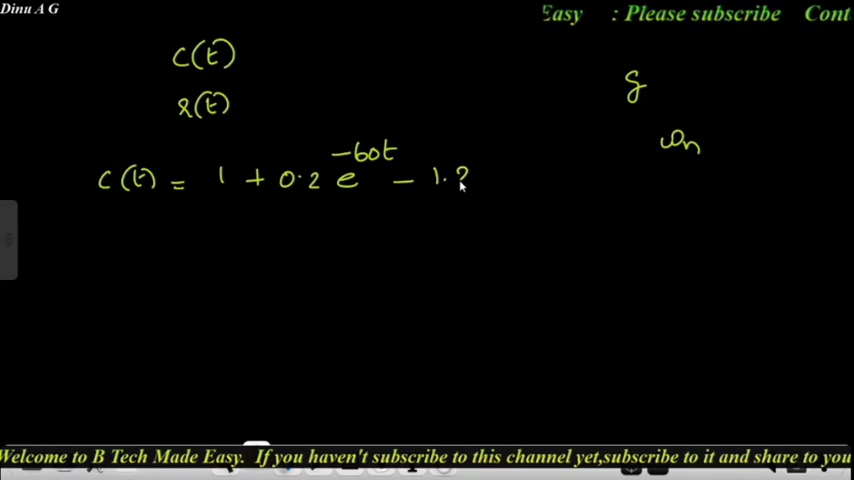 Dinu A G
Easy : Please subscribe Cont
C(t)
r(t)
ξ
ωn
C(t) = 1 + 0.2 e^-60t - 1.2
Welcome to B Tech Made Easy. If you haven't subscribe to this channel yet,subscribe to it and share to you